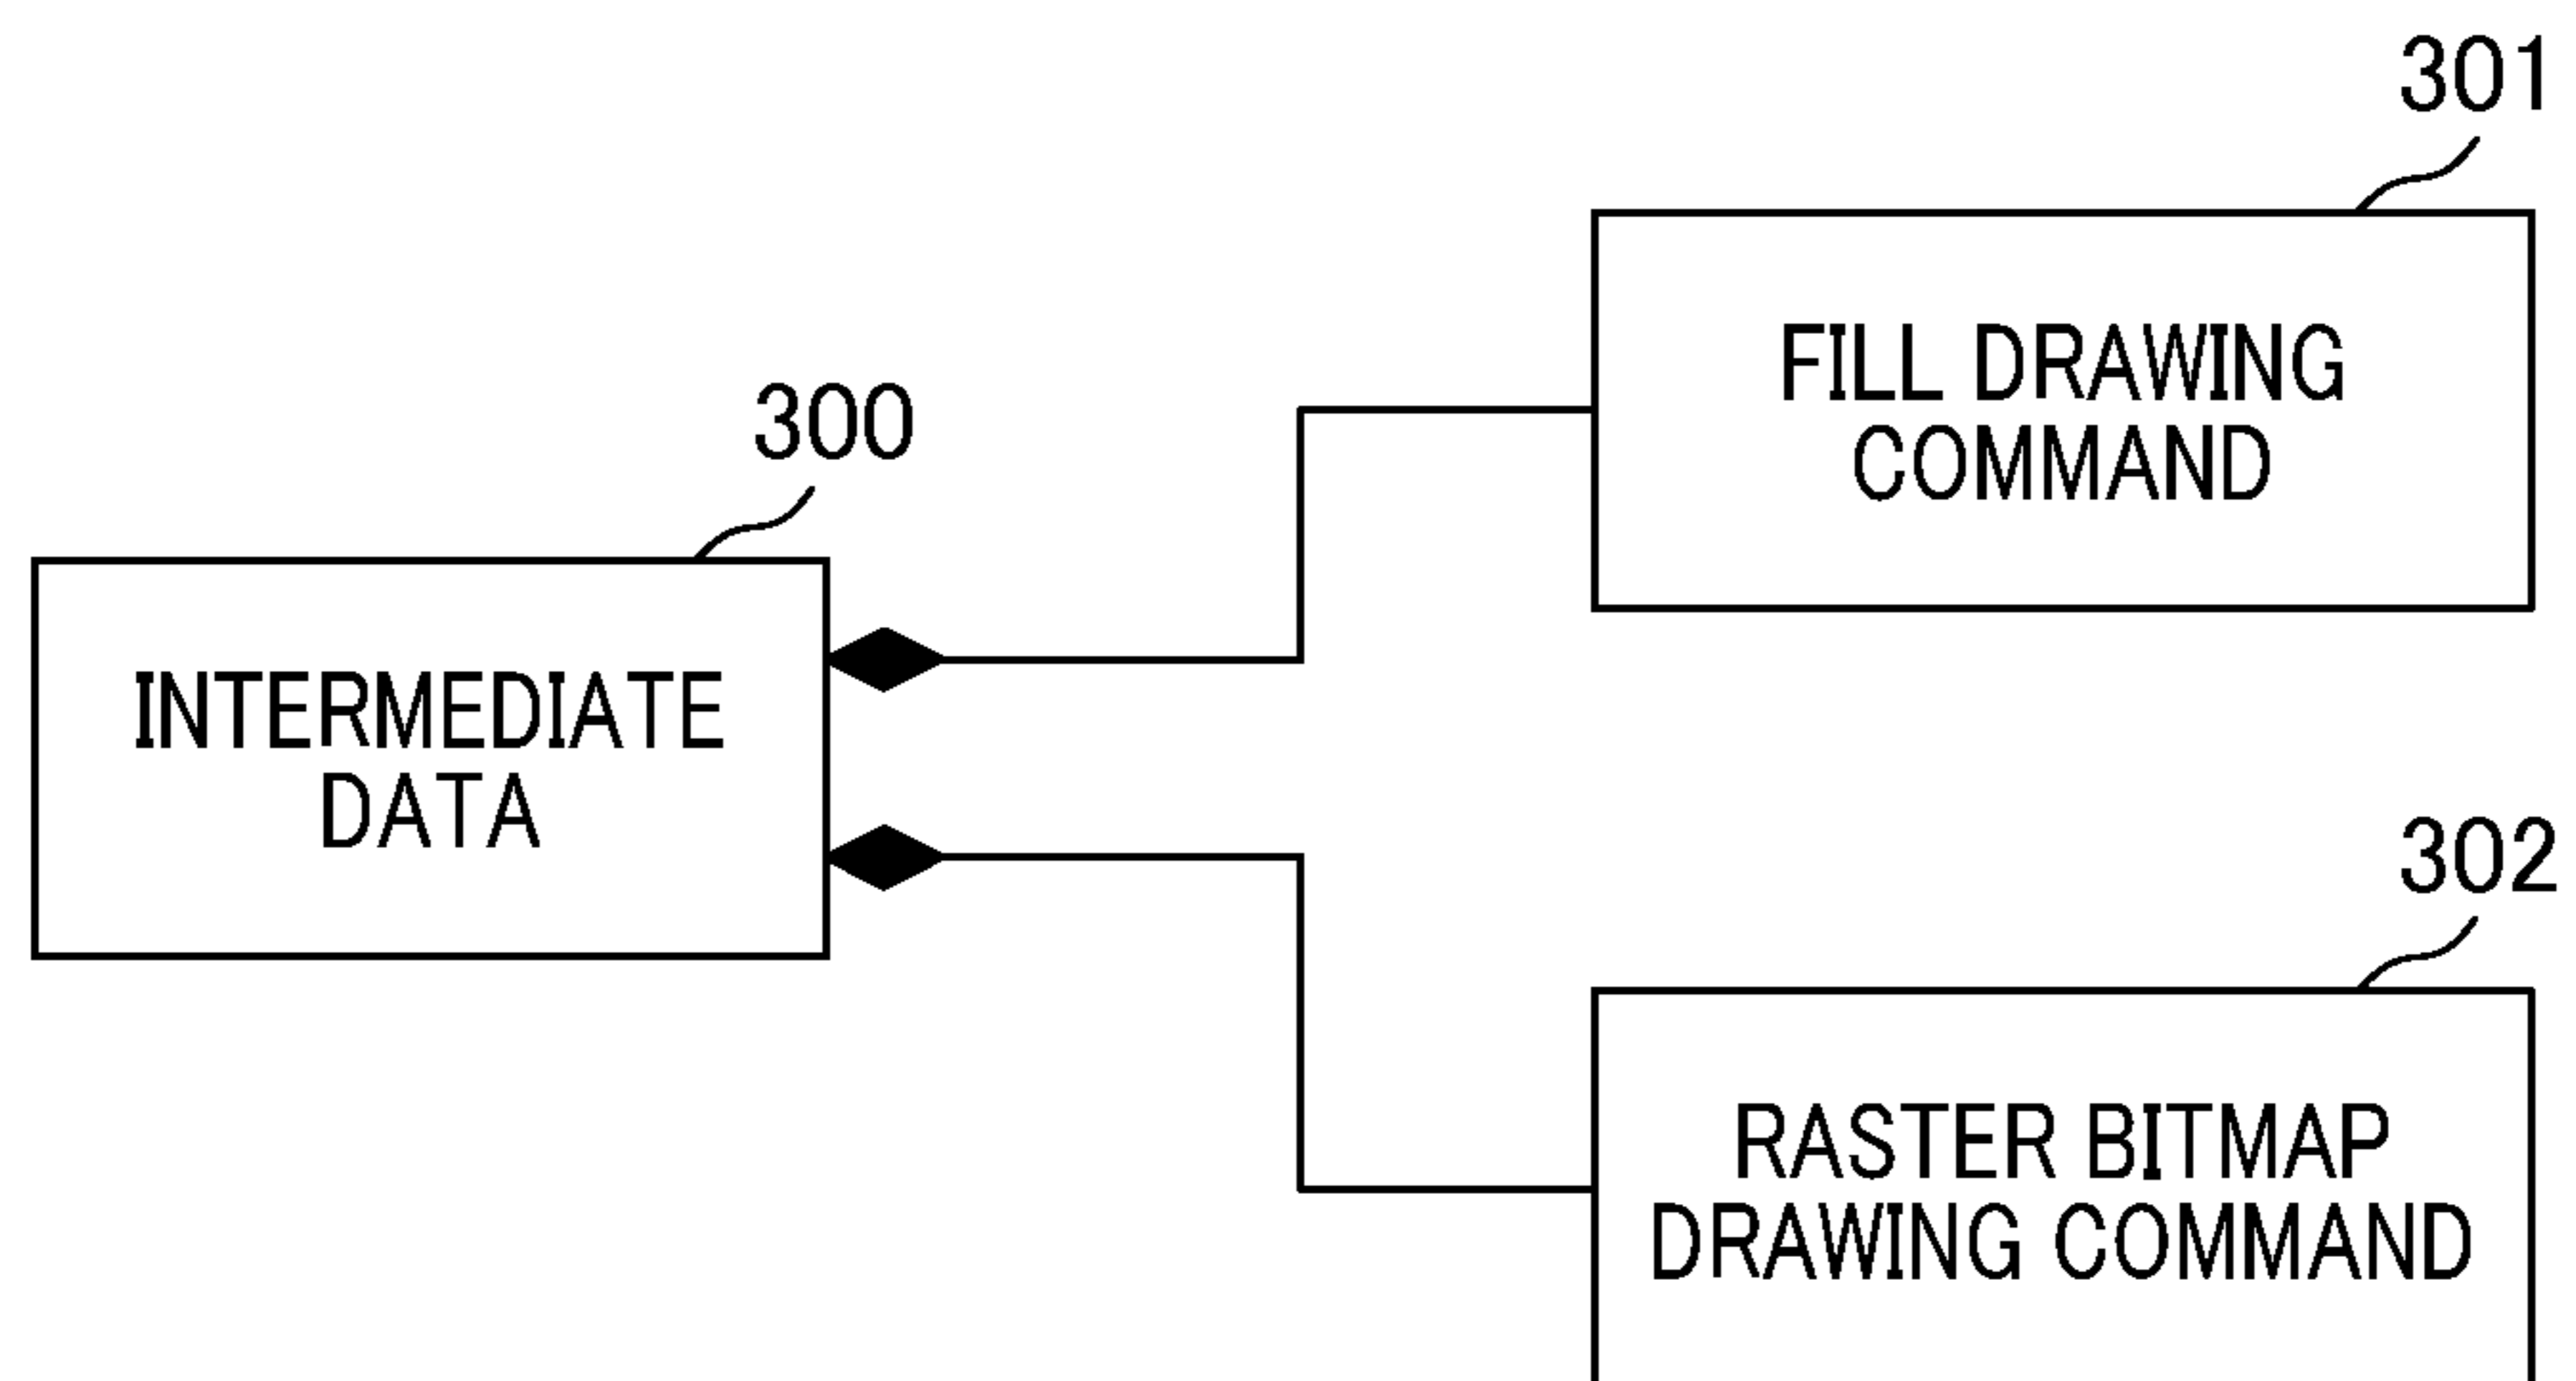 301
FILL DRAWING
COMMAND
300
INTERMEDIATE
DATA
302
RASTER BITMAP
DRAWING COMMAND